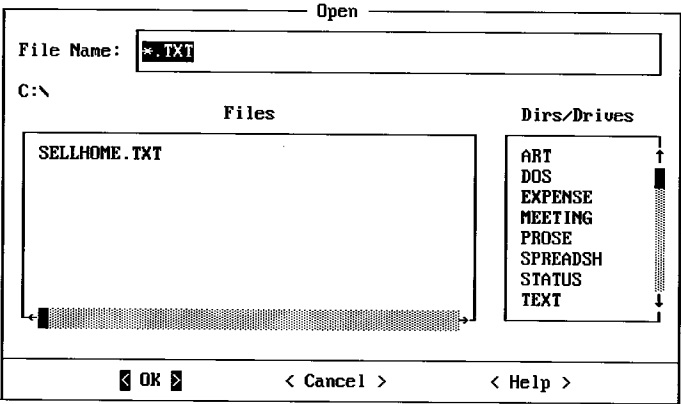 Open
File Name: *.TXT
C:\
Files
Dirs/Drives
SELLHOME.TXT
ART
DOS
EXPENSE
MEETING
PROSE
SPREADSH
STATUS
TEXT
< OK > < Cancel > < Help >